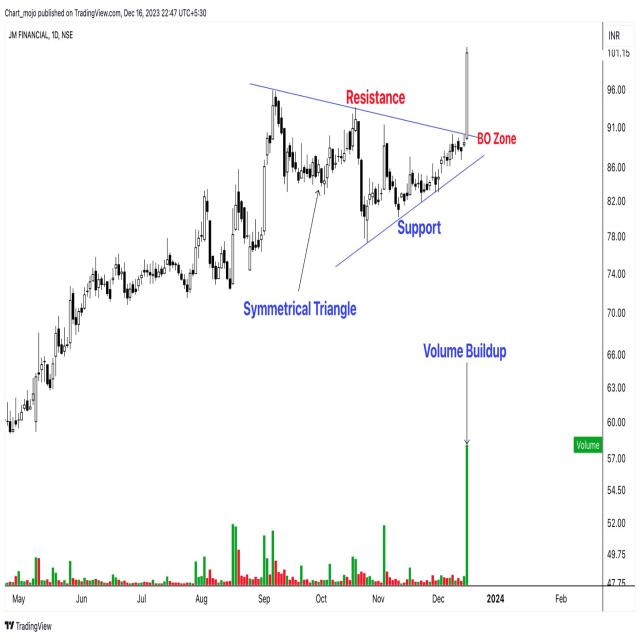 Chart_mojo published on TradingView.com, Dec 16, 2023 22:47 UTC+5:30
JM FINANCIAL, 1D, NSE
INR
101.15
96.00
Resistance
91.00
BO Zone
86.00
82.00
Support
78.00
74.00
Symmetrical Triangle
70.00
Volume Buildup
66.00
63.00
60.00
Volume
57.00
54.50
52.00
49.75
47.75
May Jun Jul Aug Sep Oct Nov Dec 2024 Feb
TradingView